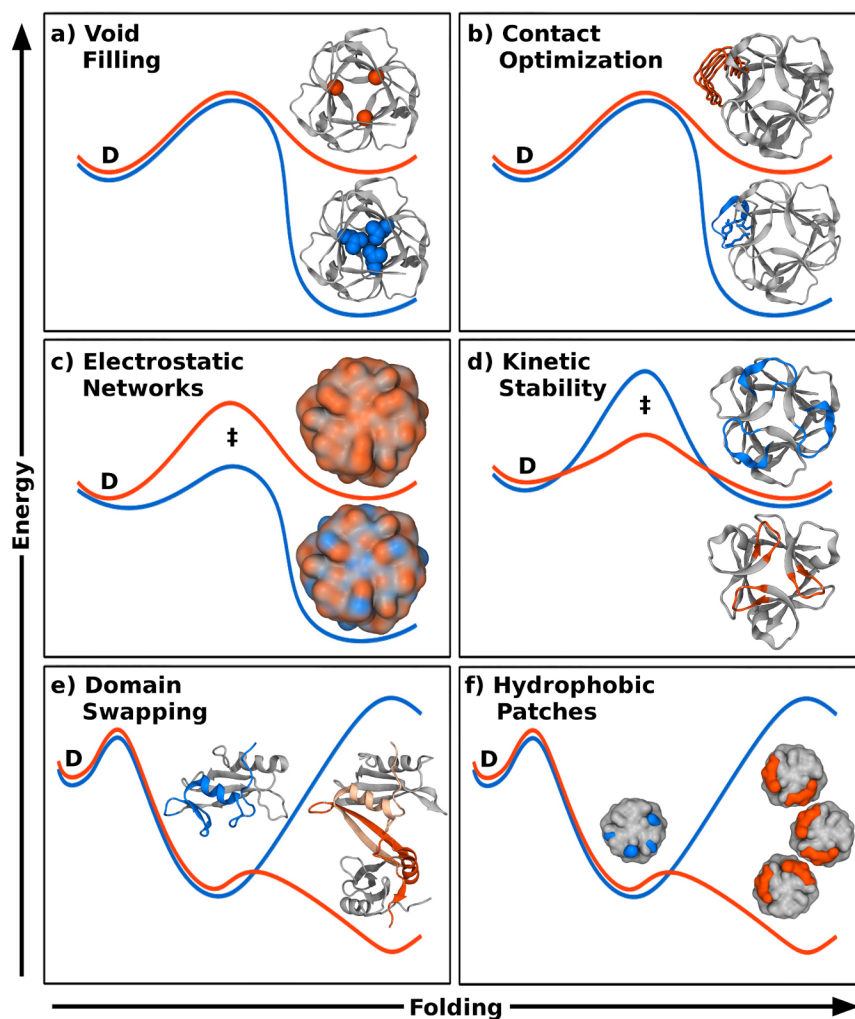 a) Void
Filling
D
b) Contact
Optimization
D
c) Electrostatic
Networks
‡
D
d) Kinetic
Stability
‡
D
e) Domain
Swapping
D
f) Hydrophobic
Patches
D
Energy
Folding